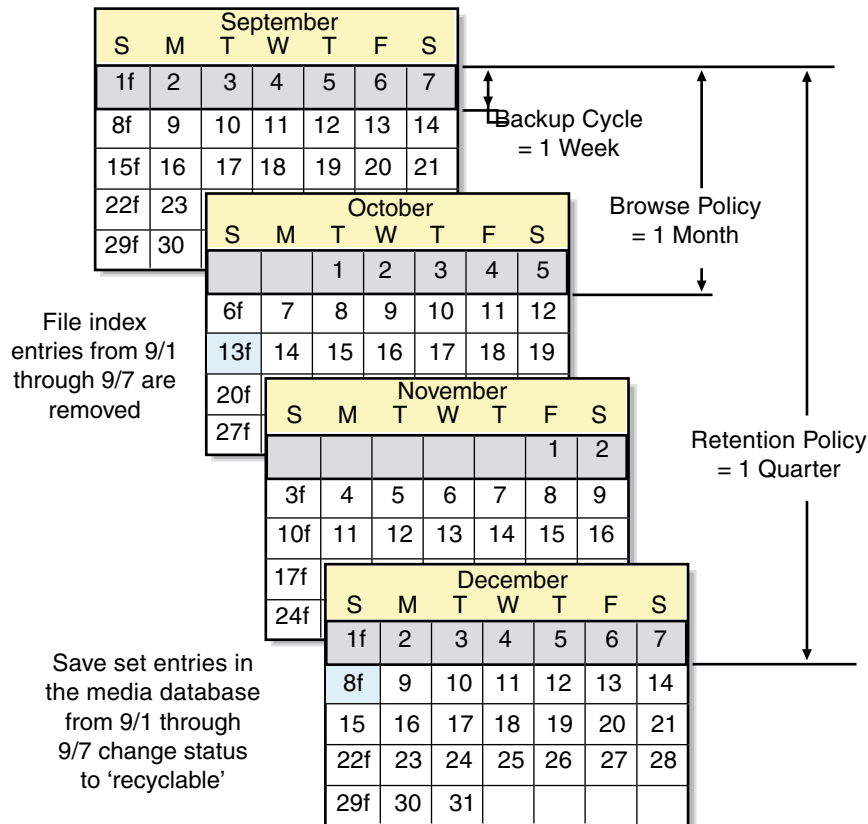 September
S M T W T F S
1f 2 3 4 5 6 7
8f 9 10 11 12 13 14
15f 16 17 18 19 20 21
22f 23
29f 30
Backup Cycle
= 1 Week
Browse Policy
= 1 Month
Retention Policy
= 1 Quarter
October
S M T W T F S
1 2 3 4 5
6f 7 8 9 10 11 12
13f 14 15 16 17 18 19
20f
27f
File index
entries from 9/1
through 9/7 are
removed
November
S M T W T F S
1 2
3f 4 5 6 7 8 9
10f 11 12 13 14 15 16
17f
24f
December
S M T W T F S
1f 2 3 4 5 6 7
8f 9 10 11 12 13 14
15 16 17 18 19 20 21
22f 23 24 25 26 27 28
29f 30 31
Save set entries in
the media database
from 9/1 through
9/7 change status
to ‘recyclable’